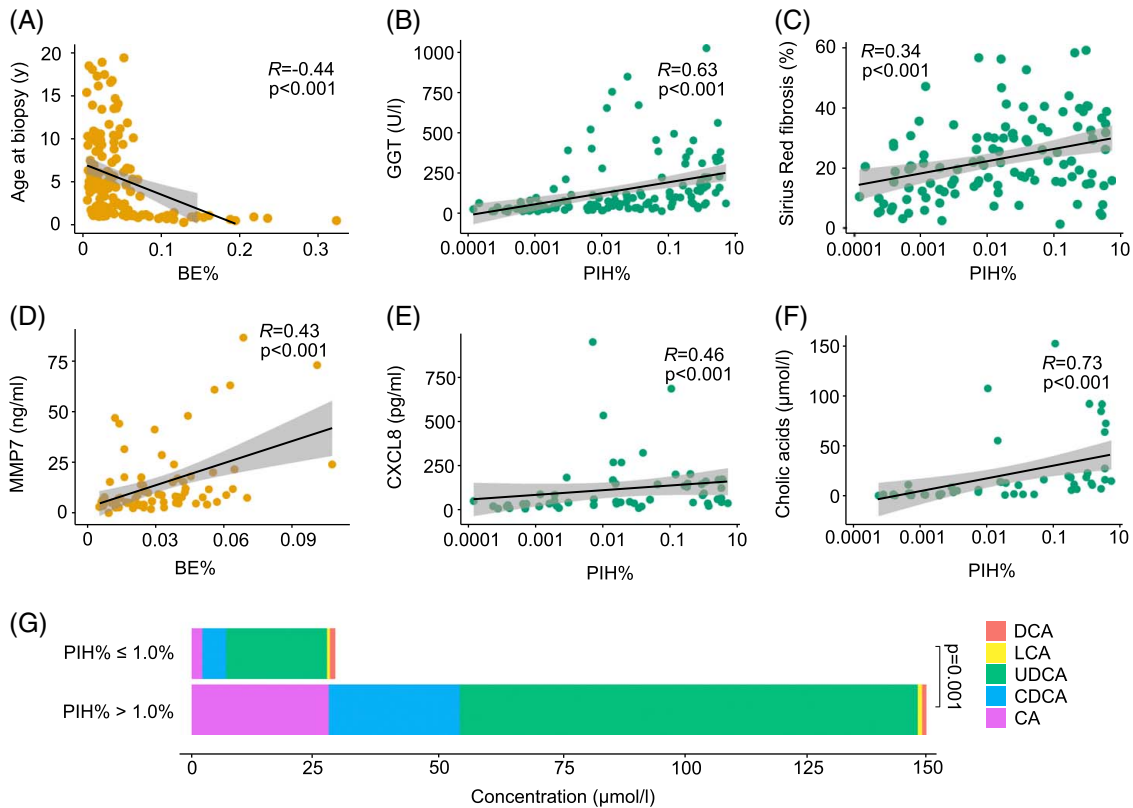 (A)
Age at biopsy (y)
20
15
10
5
0
R=-0.44
p<0.001
0
0.1
0.2
0.3
BE%
(B)
GGT (U/l)
1000
750
500
250
0
R=0.63
p<0.001
0.0001
0.001
0.01
0.1
10
PIH%
(C)
Sirius Red fibrosis (%)
60
40
20
0
R=0.34
p<0.001
0.0001
0.01
0.01
0.1
10
PIH%
(D)
MMP7 (ng/ml)
75
50
25
0
R=0.43
p<0.001
0
0.03
0.06
0.09
BE%
(E)
CXCL8 (pg/ml)
750
500
250
0
R=0.46
p<0.001
0.0001
0.001
0.01
0.1
10
PIH%
(F)
Cholic acids (μmol/l)
150
100
50
0
R=0.73
p<0.001
0.0001
0.001
0.01
0.1
10
PIH%
(G)
PIH% ≤ 1.0%
PIH% > 1.0%
p=0.001
DCA
LCA
UDCA
CDCA
CA
0
25
50
75
100
125
150
Concentration (μmol/l)